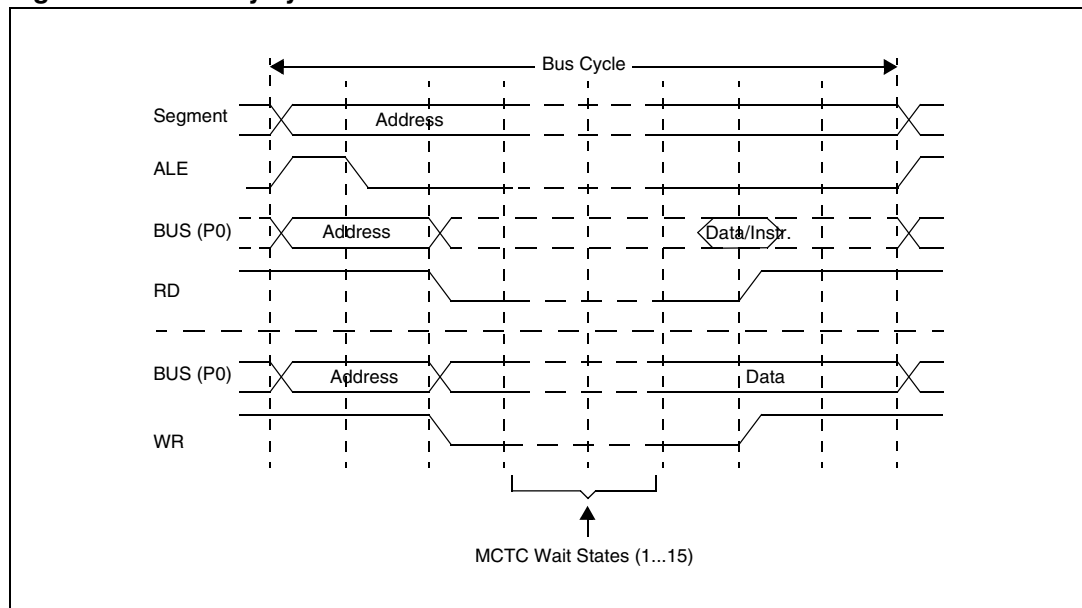 Bus Cycle
Segment
Address
ALE
BUS (P0)
Address
Data/Instr.
RD
BUS (P0)
Address
Data
WR
MCTC Wait States (1...15)